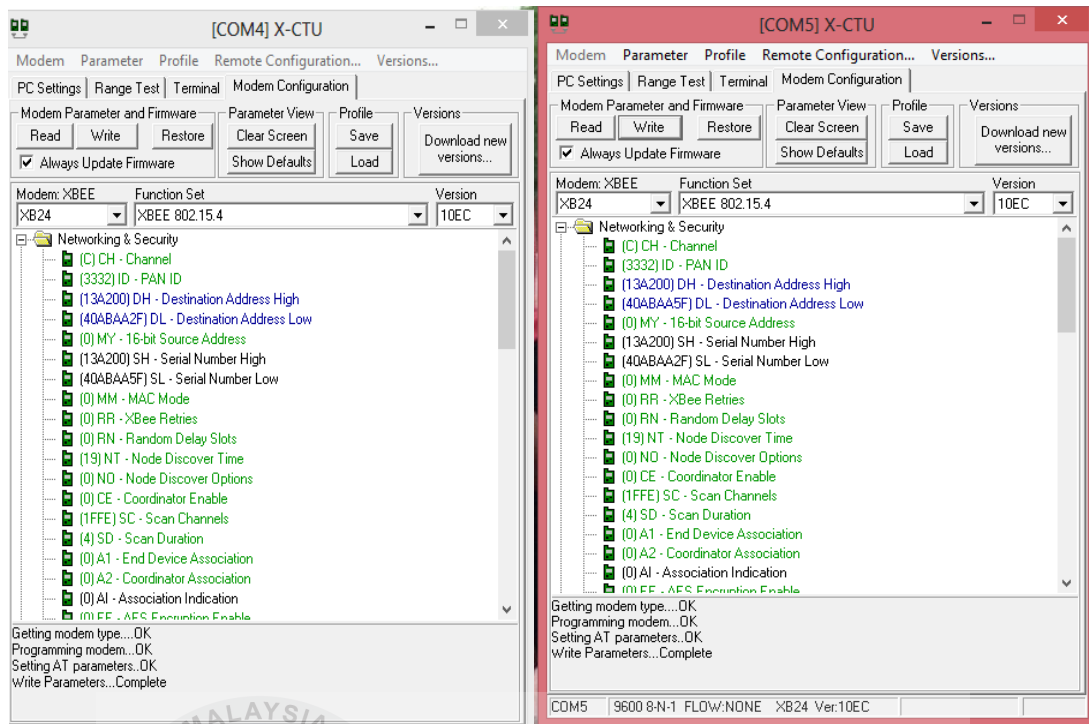 [COM4] X-CTU
Modem Parameter Profile Remote Configuration... Versions...
PC Settings Range Test Terminal Modem Configuration
Modem Parameter and Firmware Parameter View Profile Versions
Read Write Restore Clear Screen Save Download new versions...
Always Update Firmware Show Defaults Load
Modem: XBEE Function Set Version
XB24 XBEE 802.15.4 10EC
Networking & Security
(C) CH - Channel
(3332) ID - PAN ID
(13A200) DH - Destination Address High
(40ABAA2F) DL - Destination Address Low
(0) MY - 16-bit Source Address
(13A200) SH - Serial Number High
(40ABAA5F) SL - Serial Number Low
(0) MM - MAC Mode
(0) RR - XBee Retries
(0) RN - Random Delay Slots
(19) NT - Node Discover Time
(0) NO - Node Discover Options
(0) CE - Coordinator Enable
(1FFE) SC - Scan Channels
(4) SD - Scan Duration
(0) A1 - End Device Association
(0) A2 - Coordinator Association
(0) AI - Association Indication
(0) EE - AES Encryption Enable
Getting modem type....OK
Programming modem...OK
Setting AT parameters..OK
Write Parameters...Complete
MALAYSIA
[COM5] X-CTU
Modem Parameter Profile Remote Configuration... Versions...
PC Settings Range Test Terminal Modem Configuration
Modem Parameter and Firmware Parameter View Profile Versions
Read Write Restore Clear Screen Save Download new versions...
Always Update Firmware Show Defaults Load
Modem: XBEE Function Set Version
XB24 XBEE 802.15.4 10EC
Networking & Security
(C) CH - Channel
(3332) ID - PAN ID
(13A200) DH - Destination Address High
(40ABAA5F) DL - Destination Address Low
(0) MY - 16-bit Source Address
(13A200) SH - Serial Number High
(40ABAA2F) SL - Serial Number Low
(0) MM - MAC Mode
(0) RR - XBee Retries
(0) RN - Random Delay Slots
(19) NT - Node Discover Time
(0) NO - Node Discover Options
(0) CE - Coordinator Enable
(1FFE) SC - Scan Channels
(4) SD - Scan Duration
(0) A1 - End Device Association
(0) A2 - Coordinator Association
(0) AI - Association Indication
(0) EE - AES Encryption Enable
Getting modem type....OK
Programming modem...OK
Setting AT parameters..OK
Write Parameters...Complete
COM5 9600 8-N-1 FLOW:NONE XB24 Ver:10EC